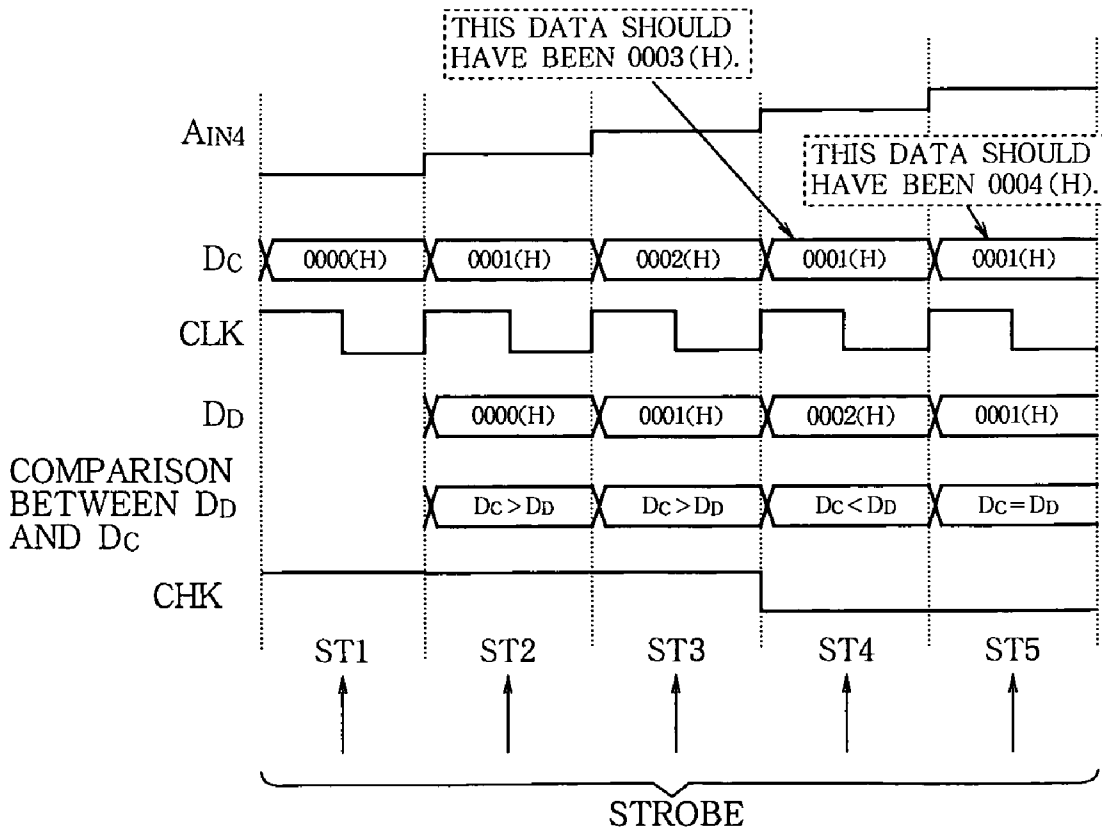 THIS DATA SHOULD
HAVE BEEN 0003(H).
AIN4
THIS DATA SHOULD
HAVE BEEN 0004(H).
DC
0000(H) 0001(H) 0002(H) 0001(H) 0001(H)
CLK
DD
0000(H) 0001(H) 0002(H) 0001(H)
COMPARISON
BETWEEN DD
AND DC
DC>DD DC>DD DC<DD DC=DD
CHK
ST1 ST2 ST3 ST4 ST5
STROBE